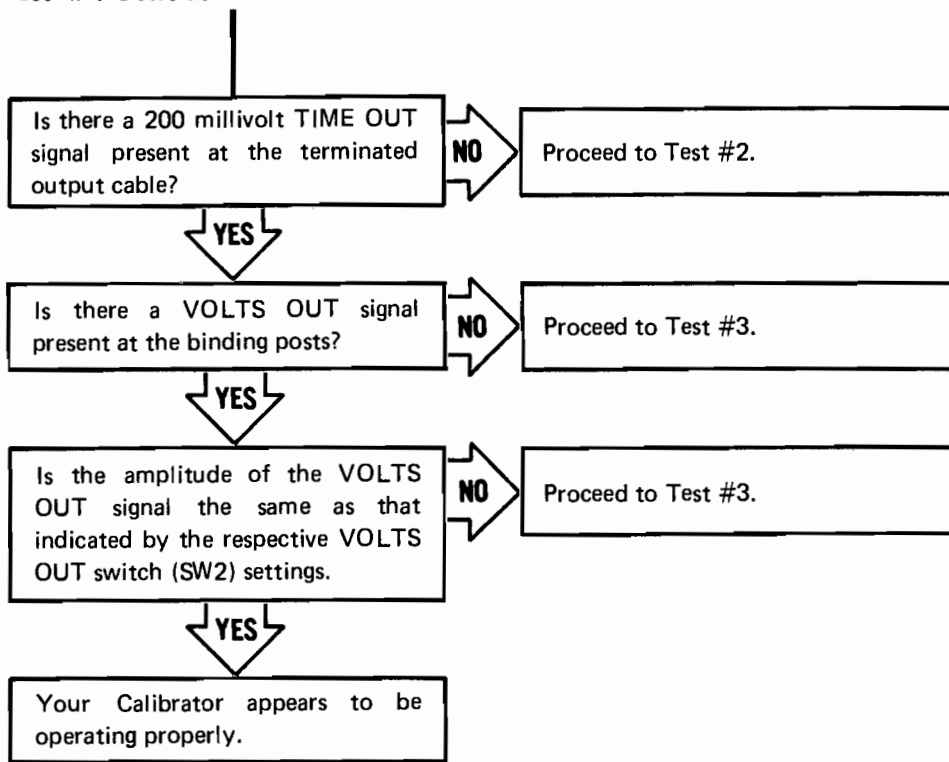 Is there a 200 millivolt TIME OUT
signal present at the terminated
output cable?
NO
Proceed to Test #2.
YES
Is there a VOLTS OUT signal
present at the binding posts?
NO
Proceed to Test #3.
YES
Is the amplitude of the VOLTS
OUT signal the same as that
indicated by the respective VOLTS
OUT switch (SW2) settings.
NO
Proceed to Test #3.
YES
Your Calibrator appears to be
operating properly.